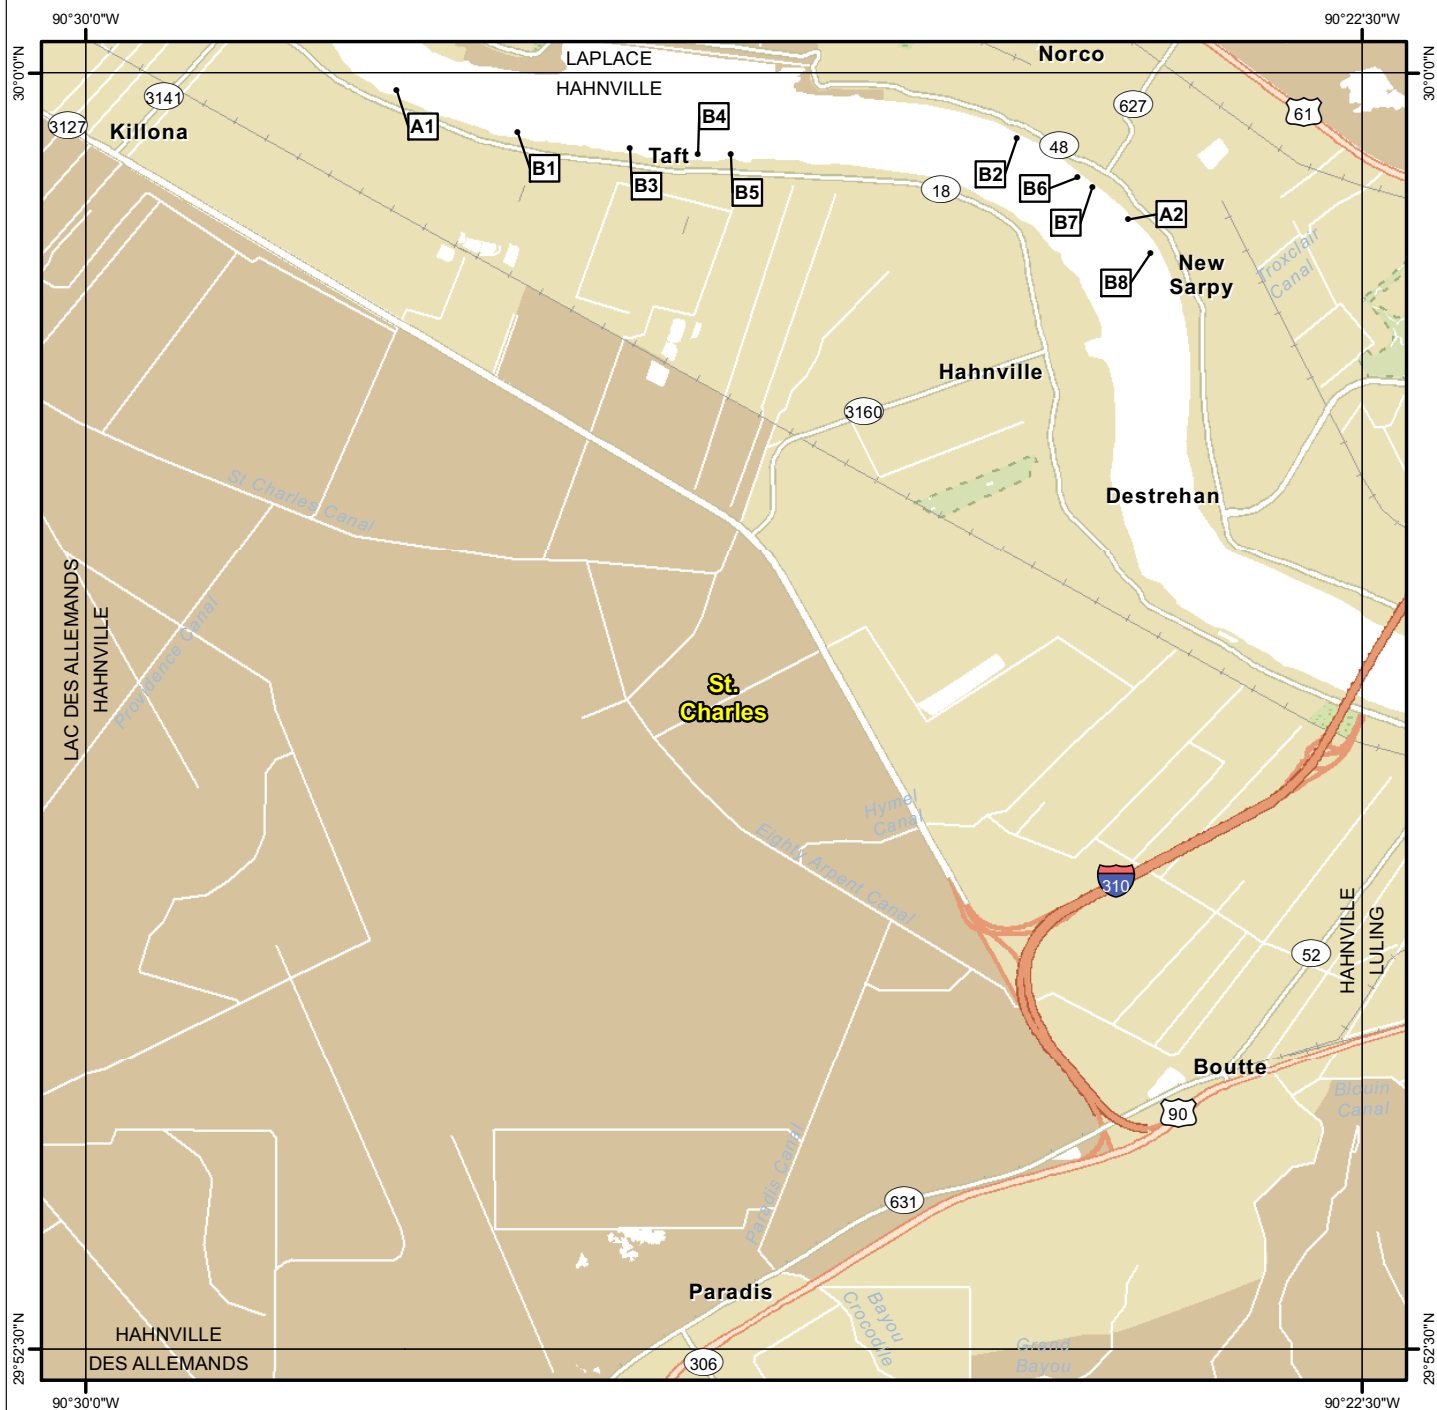 90°30'0"W
90°22'30"W
30°0'0"N
30°0'0"N
LAPLACE
HAHNVILLE
Norco
3141
3127
Killona
A1
B1
B3
Taft
B4
B5
627
61
48
B2
B6
B7
A2
18
B8
New
Sarpy
Troxclair
Canal
Hahnville
3160
Destrehan
St Charles Canal
LAC DES ALLEMANDS
HAHNVILLE
Providence Canal
St.
Charles
Hymel
Canal
Eighty Arpent Canal
310
HAHNVILLE
LULING
52
Boutte
90
Blouin
Canal
Paradis Canal
631
Paradis
Bayou
Crocodile
Grand
Bayou
306
HAHNVILLE
DES ALLEMANDS
29°52'30"N
29°52'30"N
90°30'0"W
90°22'30"W